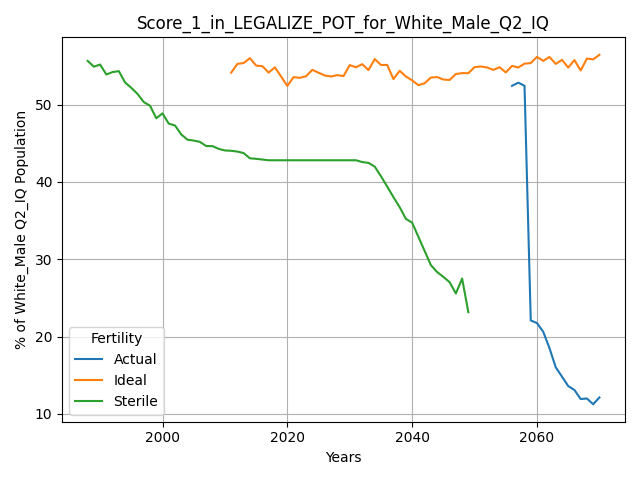 Score_1_in_LEGALIZE_POT_for_White_Male_Q2_IQ
% of White_Male Q2_IQ Population
50
40
30
20
10
Fertility
Actual
Ideal
Sterile
2000
2020
2040
2060
Years